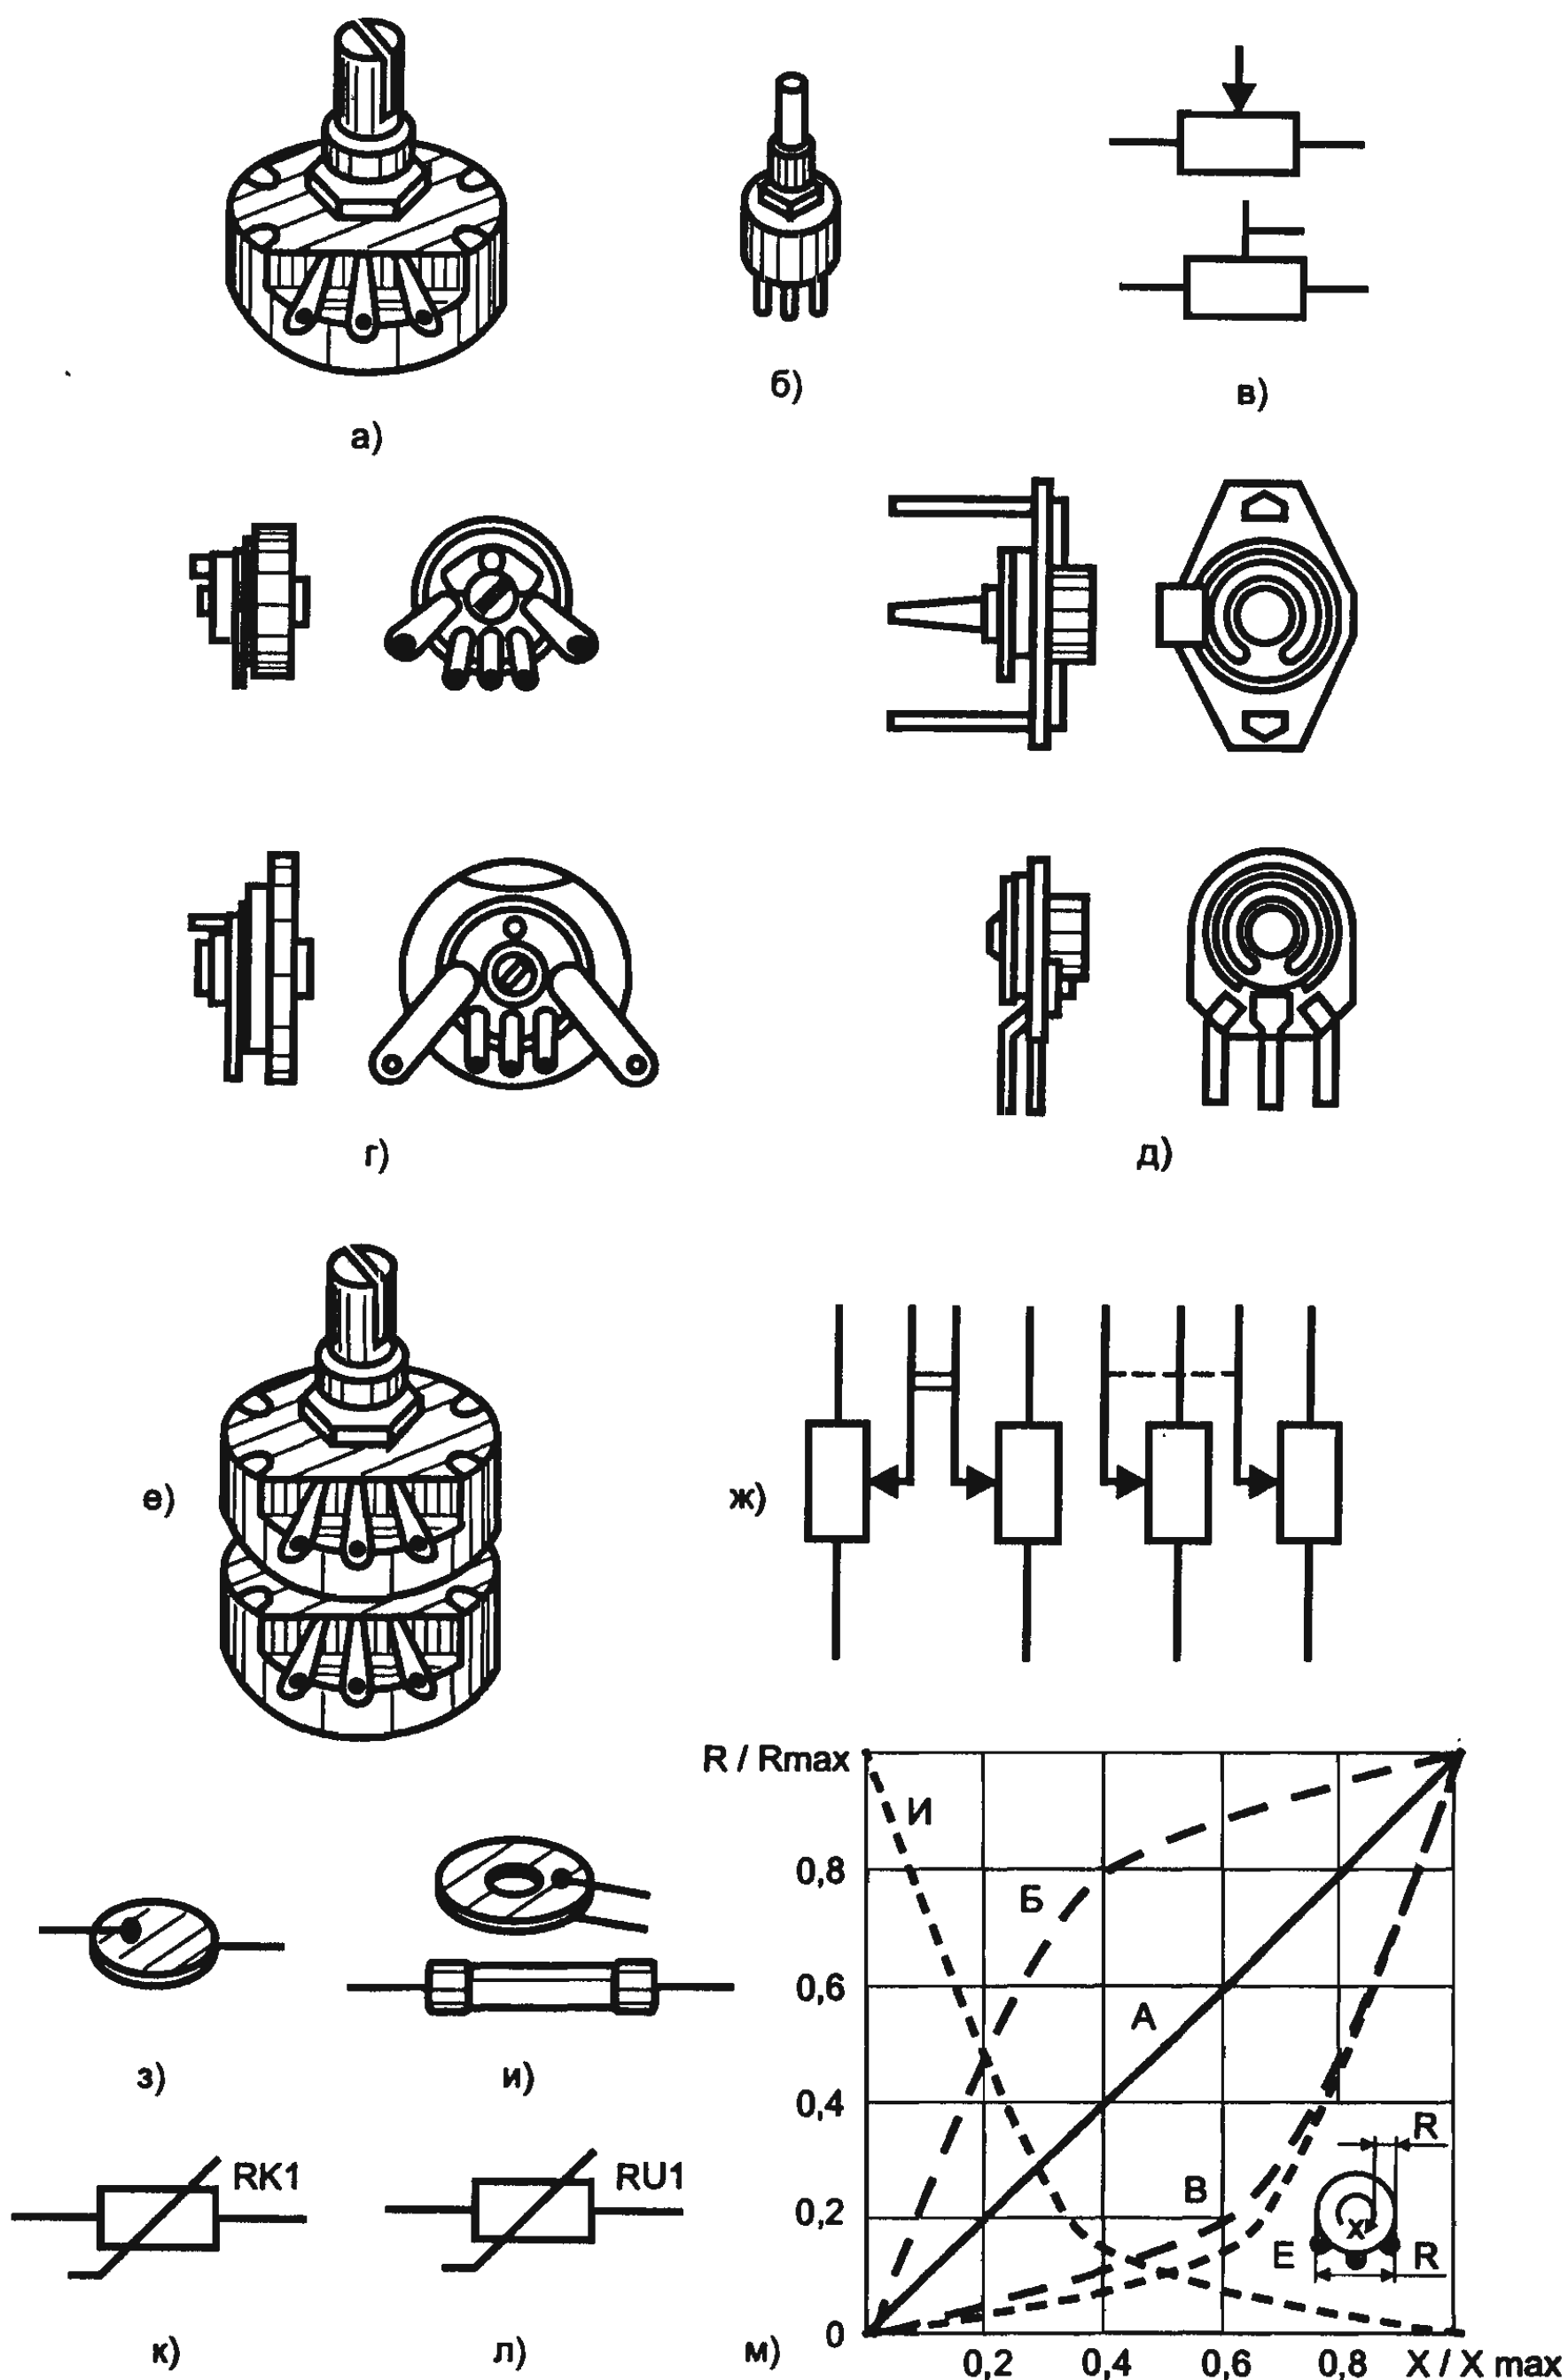 а)
б)
в)
г)
д)
е)
ж)
R / Rmax
И
Б
0,8
0,6
А
з)
и)
0,4
R
RK1
RU1
В
0,2
х
Е
R
0
к)
л)
м)
0,2
0,4
0,6
0,8
X / X max